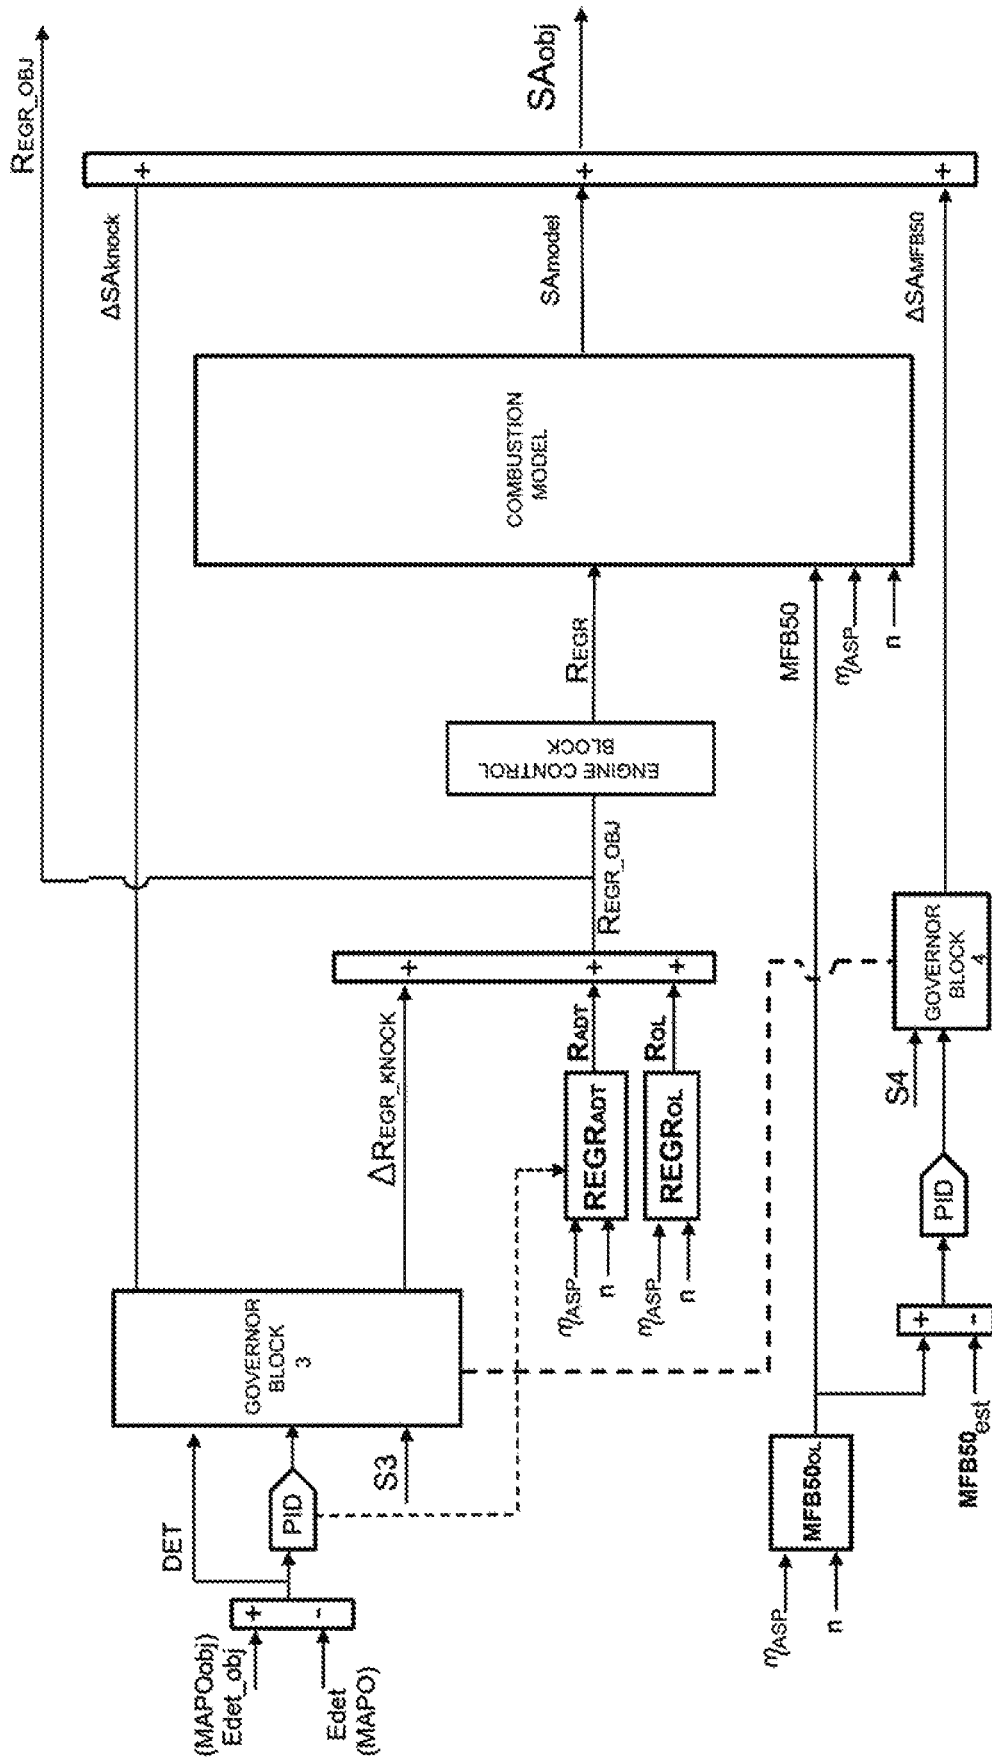 (MAPOobj)
Edet_obj
Edet
(MAPO)
+
-
DET
PID
S3
GOVERNOR
BLOCK
3
ΔSAknock
ΔREGR_KNOCK
ηASP
n
REGRADT
RADT
ηASP
n
REGROL
ROL
+
+
+
REGR_OBJ
REGR_OBJ
ENGINE CONTROL
BLOCK
REGR
ηASP
n
MFB50OL
MFB50
ηASP
n
COMBUSTION
MODEL
SAmodel
MFB50est
+
-
PID
S4
GOVERNOR
BLOCK
4
ΔSAMFB50
+
+
+
SAobj